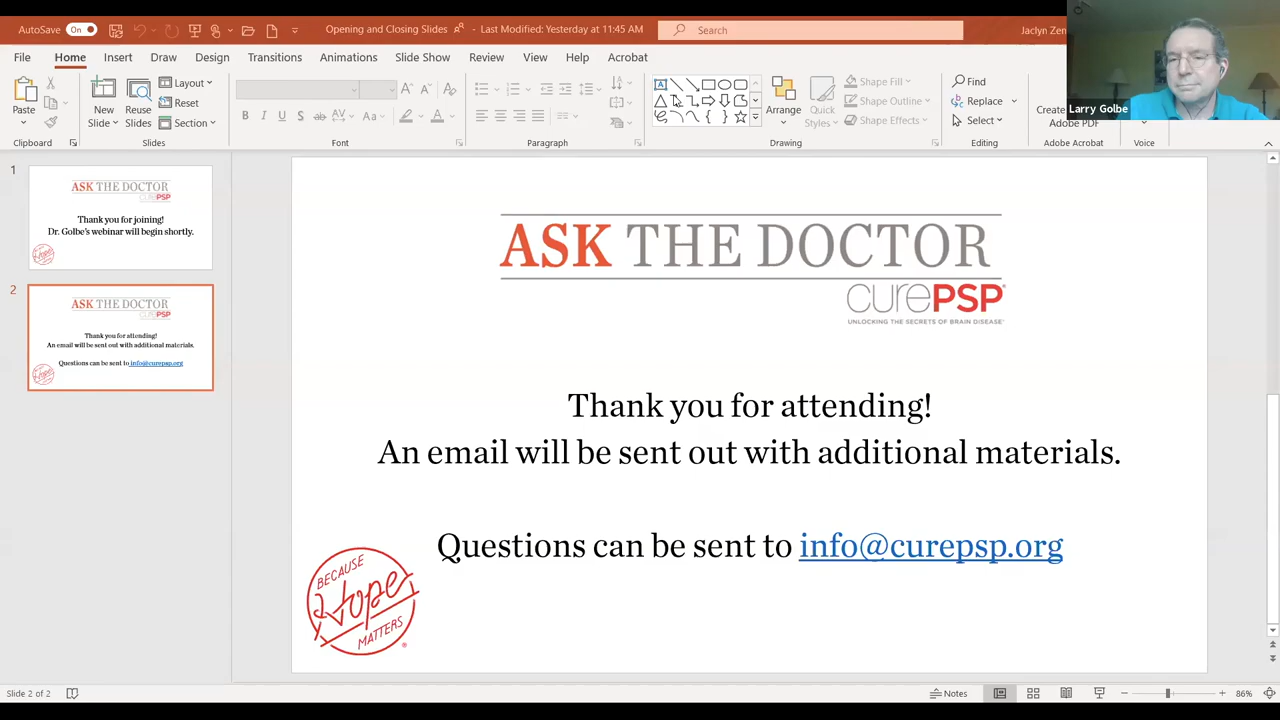 AutoSave On
Opening and Closing Slides - Last Modified: Yesterday at 11:45 AM
Search
Jaclyn Zen
File Home Insert Draw Design Transitions Animations Slide Show Review View Help Acrobat
Paste
Clipboard
New Slide
Reuse Slides
Layout
Reset
Section
Slides
B I U S ab AV Aa
Font
Paragraph
Arrange
Quick Styles
Shape Fill
Shape Outline
Shape Effects
Drawing
Find
Replace
Select
Editing
Create
Adobe PDF
Adobe Acrobat
Voice
Larry Golbe
1
ASK THE DOCTOR
curePSP
Thank you for joining!
Dr. Golbe's webinar will begin shortly.
Hope
2
ASK THE DOCTOR
curePSP
Thank you for attending!
An email will be sent out with additional materials.
Questions can be sent to info@curepsp.org
Hope
ASK THE DOCTOR
curePSP®
UNLOCKING THE SECRETS OF BRAIN DISEASE®
Thank you for attending!
An email will be sent out with additional materials.
Questions can be sent to info@curepsp.org
BECAUSE
Hope
MATTERS®
Slide 2 of 2
Notes
86%